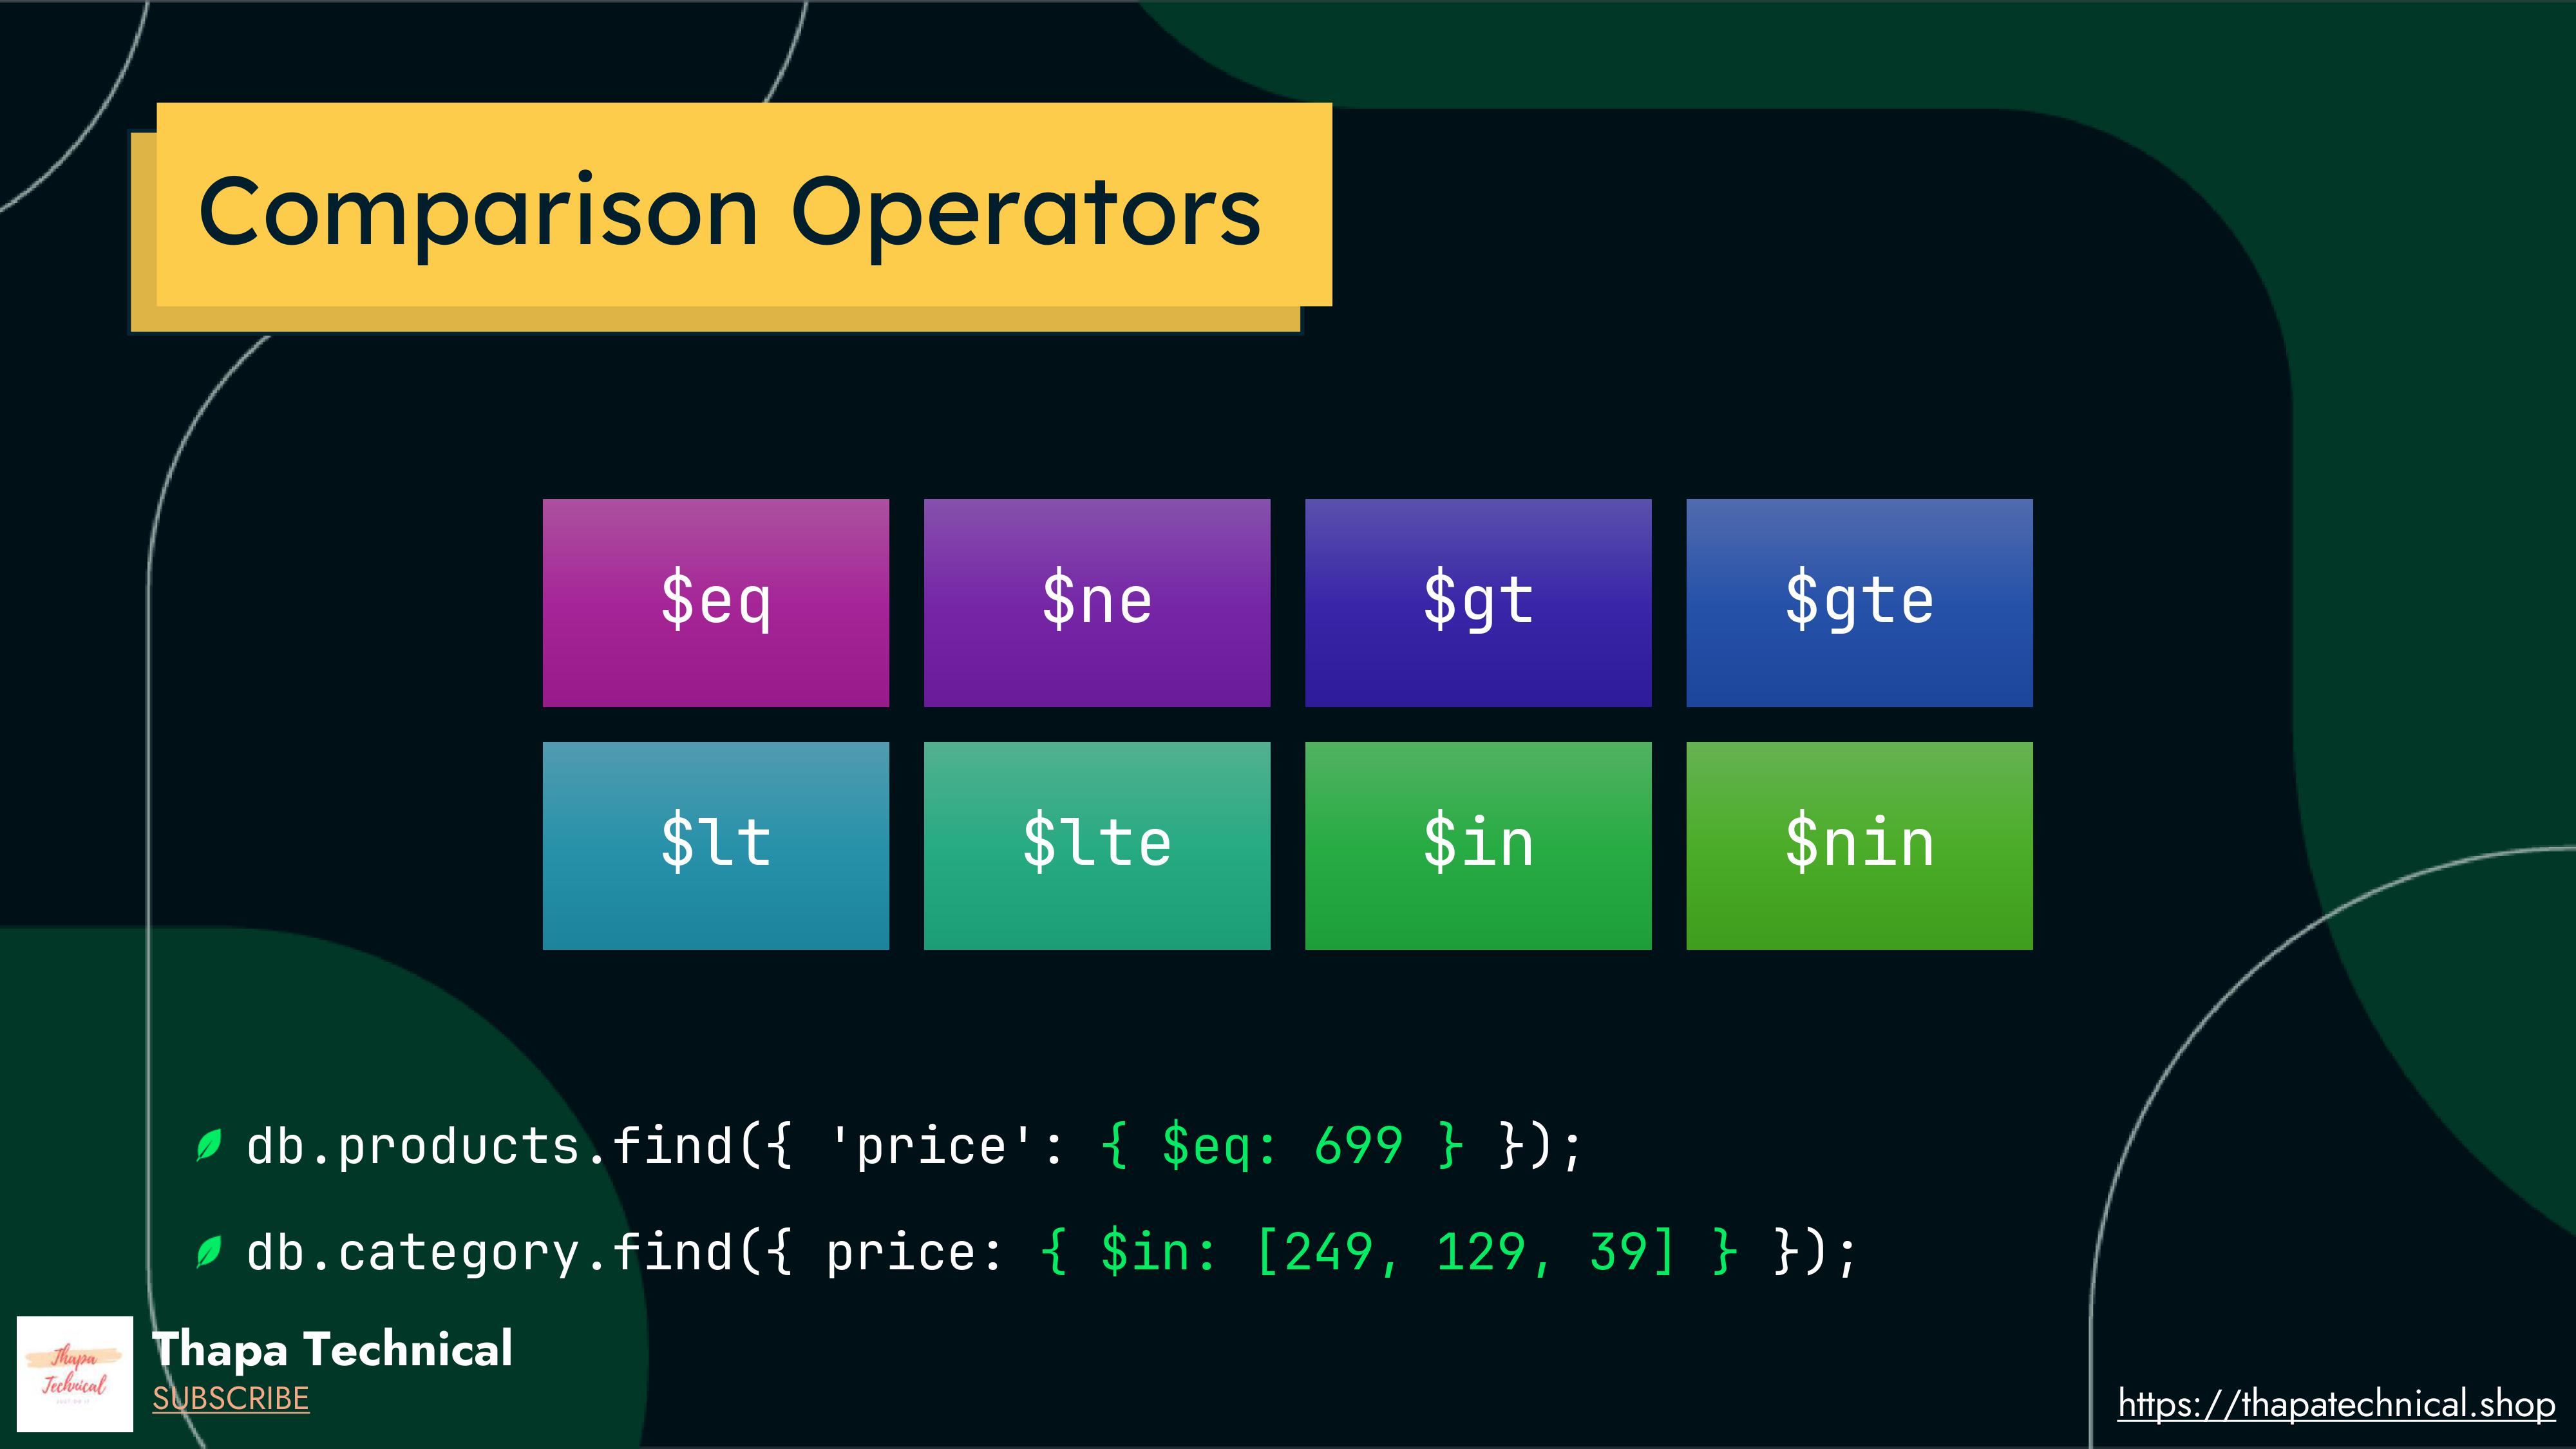 Comparison Operators
$eq $ne $gt $gte
$lt $lte $in $nin
db.products.find({ 'price': { $eq: 699 } });
db.category.find({ price: { $in: [249, 129, 39] } });
Thapa
Technical
Thapa Technical
SUBSCRIBE
https://thapatechnical.shop